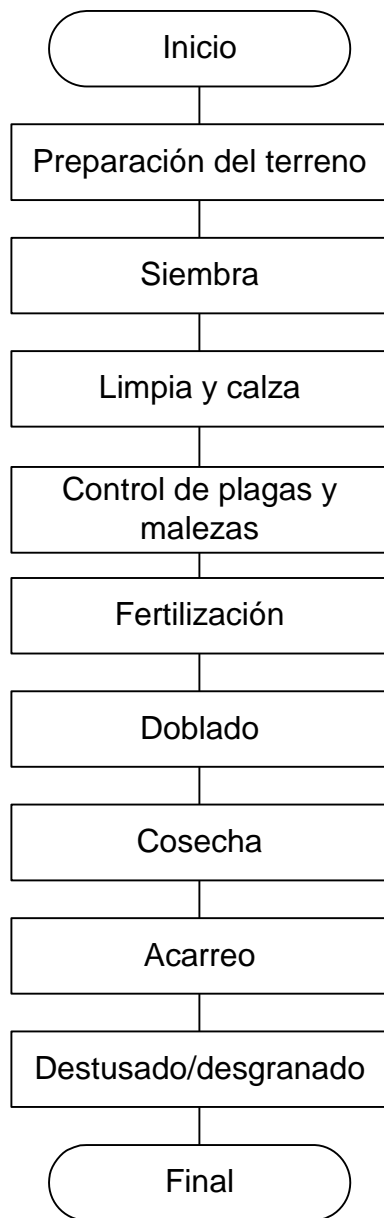 Inicio
Preparación del terreno
Siembra
Limpia y calza
Control de plagas y
malezas
Fertilización
Doblado
Cosecha
Acarreo
Destusado/desgranado
Final